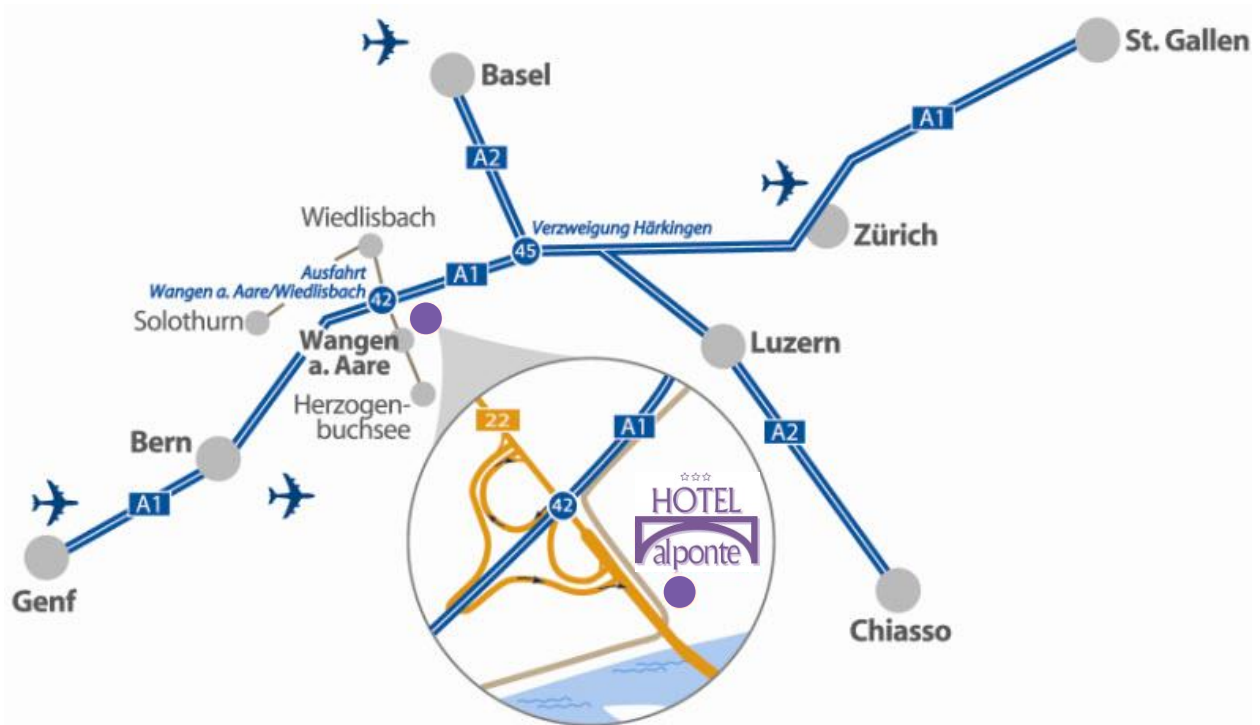 St. Gallen
Basel
A1
A2
Wiedlisbach
Verzweigung Härkingen
Zürich
45
Ausfahrt
Wangen a. Aare/Wiedlisbach
A1
42
Solothurn
Wangen
a. Aare
Luzern
Herzogen-
buchsee
22
A1
A2
Bern
☆☆☆
HOTEL
alponte
42
A1
Genf
Chiasso